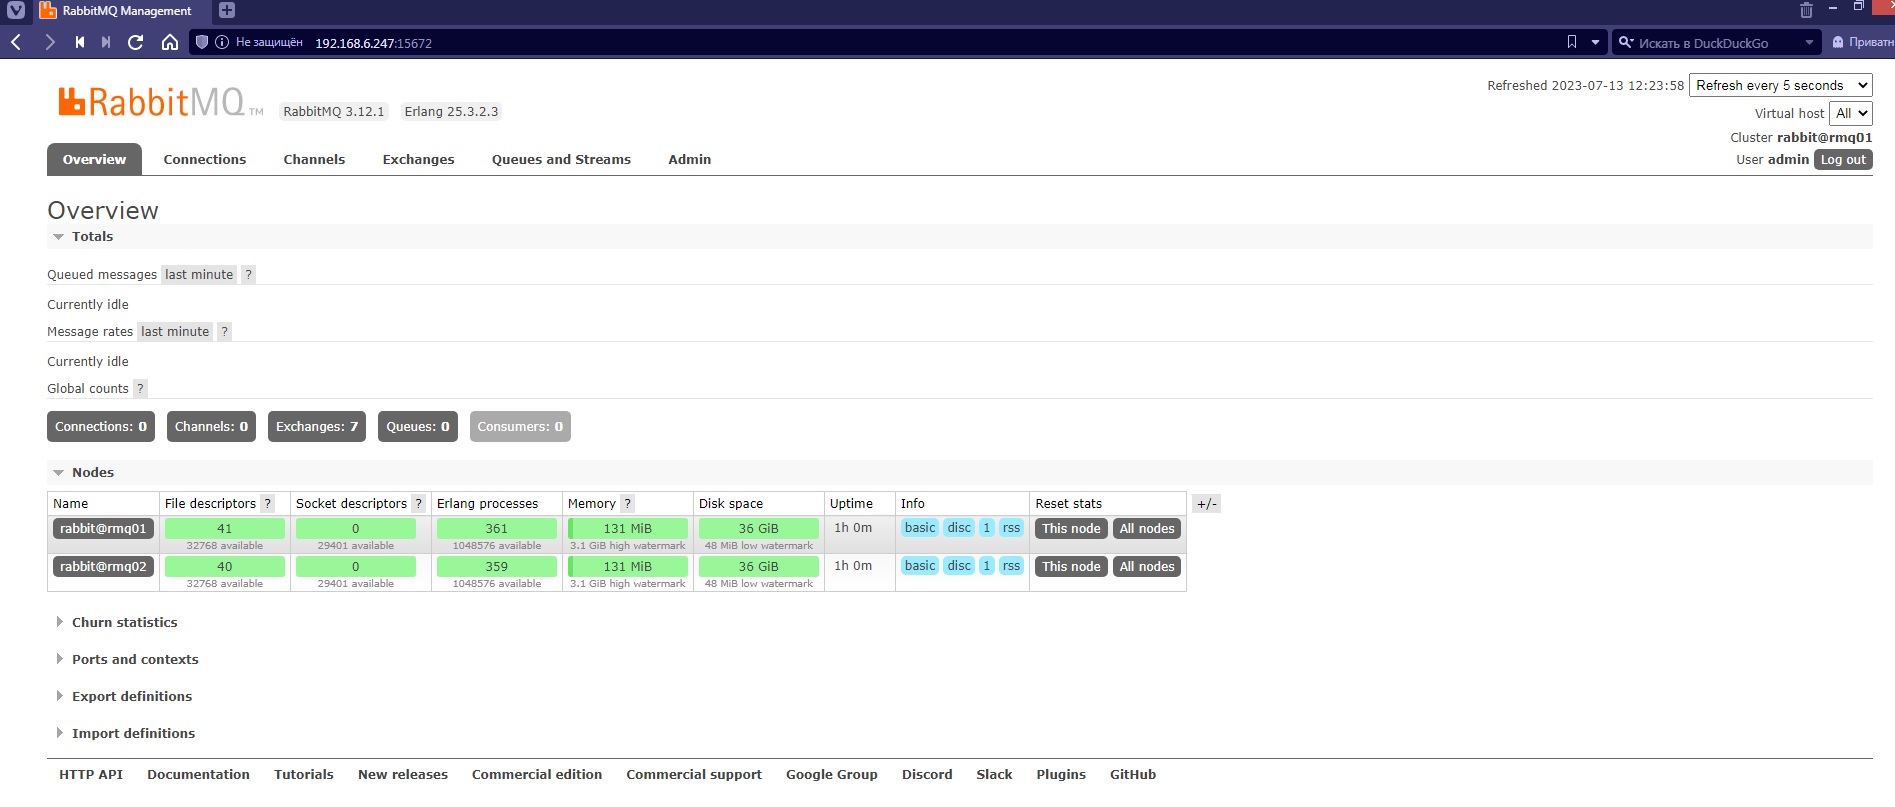 RabbitMQ Management
Не защищён 192.168.6.247:15672 Искать в DuckDuckGo Приватн
RabbitMQ TM RabbitMQ 3.12.1 Erlang 25.3.2.3
Refreshed 2023-07-13 12:23:58 Refresh every 5 seconds
Virtual host All
Cluster rabbit@rmq01
User admin Log out
Overview Connections Channels Exchanges Queues and Streams Admin
Overview
Totals
Queued messages last minute ?
Currently idle
Message rates last minute ?
Currently idle
Global counts ?
Connections: 0 Channels: 0 Exchanges: 7 Queues: 0 Consumers: 0
Nodes
Name File descriptors ? Socket descriptors ? Erlang processes Memory ? Disk space Uptime Info Reset stats +/-
rabbit@rmq01 41 0 361 131 MiB 36 GiB 1h 0m basic disc 1 rss This node All nodes
32768 available 29401 available 1048576 available 3.1 GiB high watermark 48 MiB low watermark
rabbit@rmq02 40 0 359 131 MiB 36 GiB 1h 0m basic disc 1 rss This node All nodes
32768 available 29401 available 1048576 available 3.1 GiB high watermark 48 MiB low watermark
Churn statistics
Ports and contexts
Export definitions
Import definitions
HTTP API Documentation Tutorials New releases Commercial edition Commercial support Google Group Discord Slack Plugins GitHub